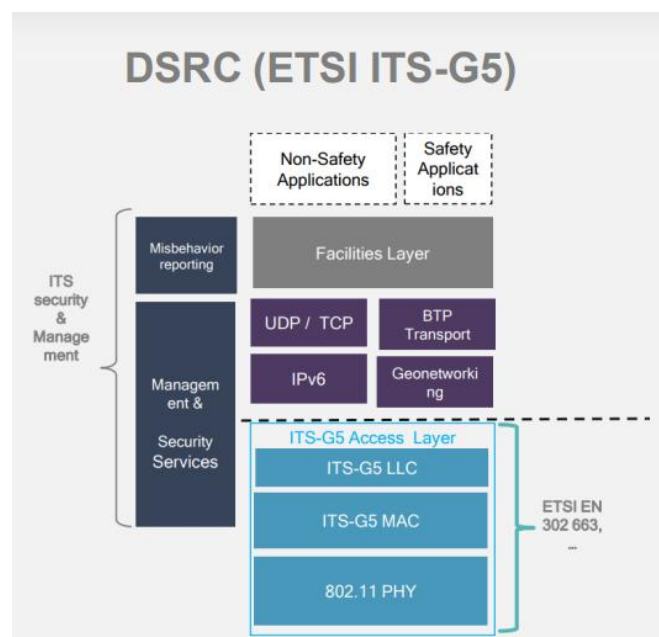 DSRC (ETSI ITS-G5)
Non-Safety
Applications
Safety
Applicat
ions
Misbehavior
reporting
Facilities Layer
ITS
security
&
Manage
ment
UDP / TCP
BTP
Transport
IPv6
Geonetworki
ng
Managem
ent &
Security
Services
ITS-G5 Access Layer
ITS-G5 LLC
ITS-G5 MAC
802.11 PHY
ETSI EN
302 663,
...